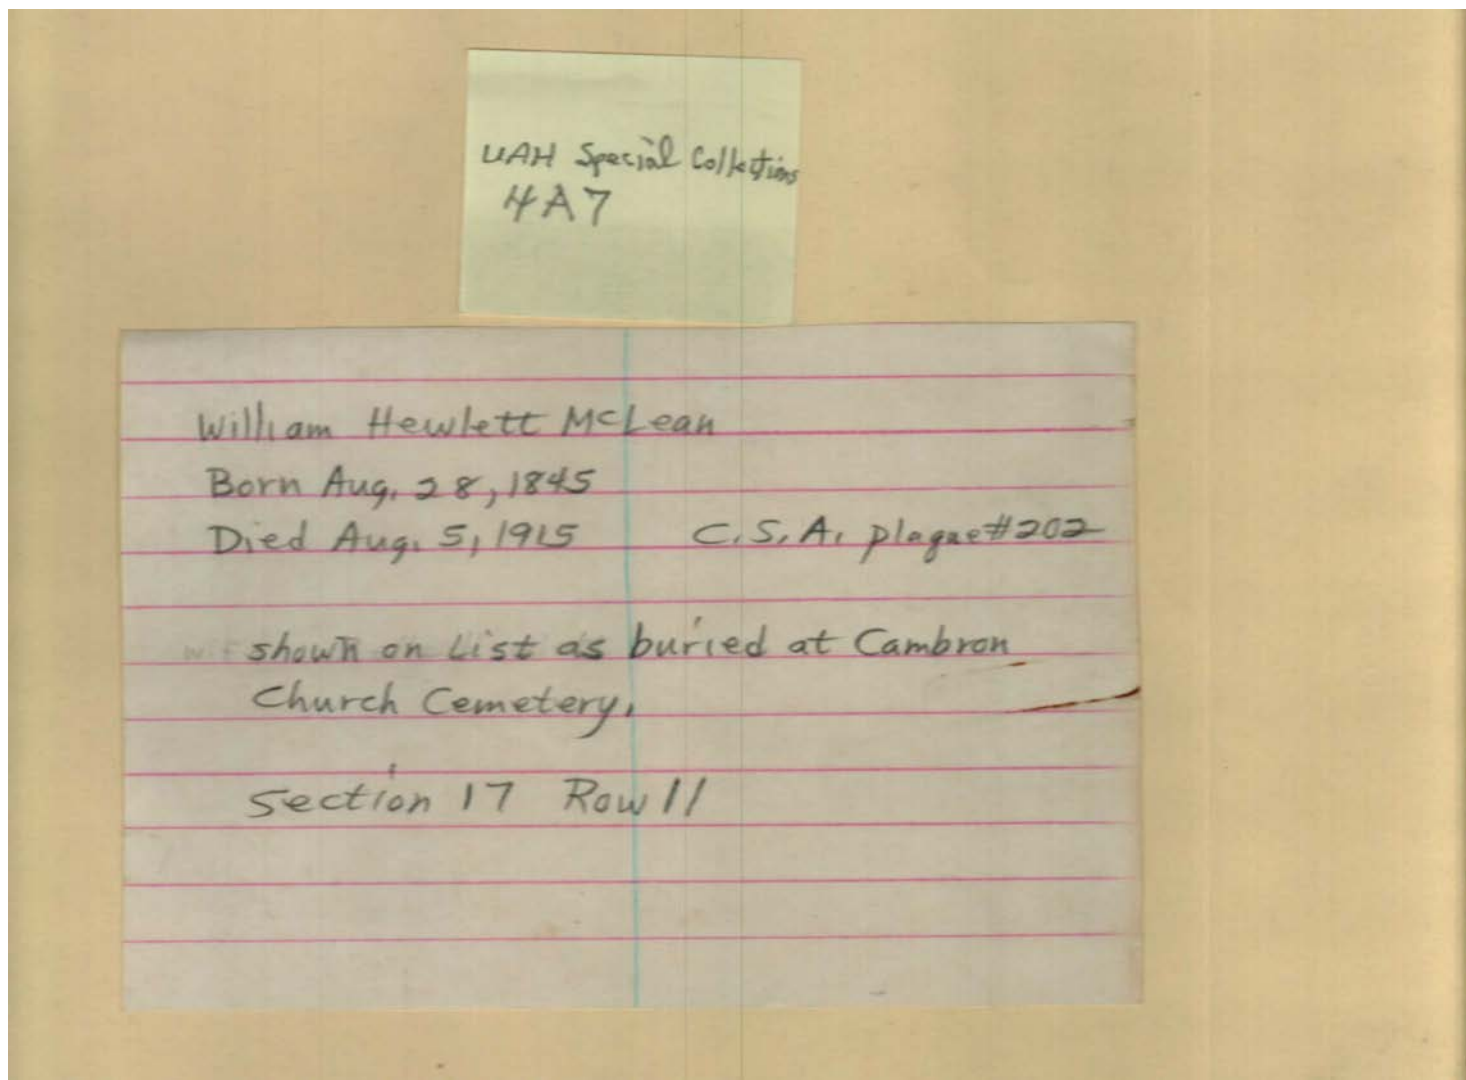 UAH Special Collections
4A7
William Hewlett McLean
Born Aug. 28, 1845
Died Aug. 5, 1915 C.S.A. plaque #202
shown on List as buried at Cambron
Church Cemetery.
Section 17 Row 11